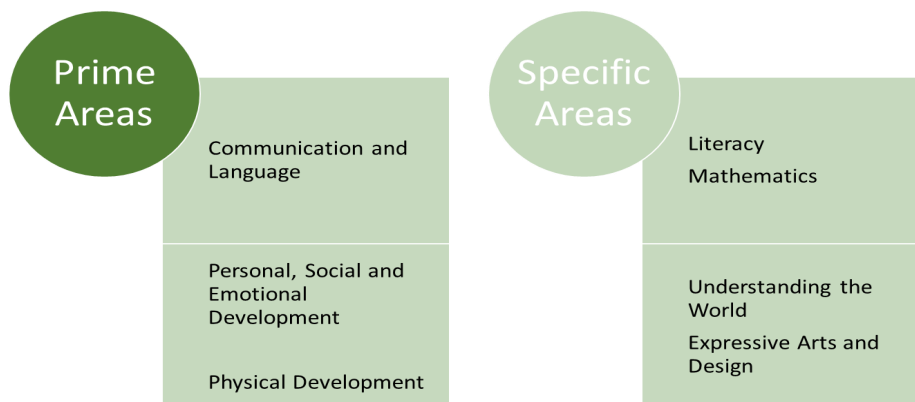 Prime
Areas
Communication and
Language
Personal, Social and
Emotional
Development
Physical Development
Specific
Areas
Literacy
Mathematics
Understanding the
World
Expressive Arts and
Design